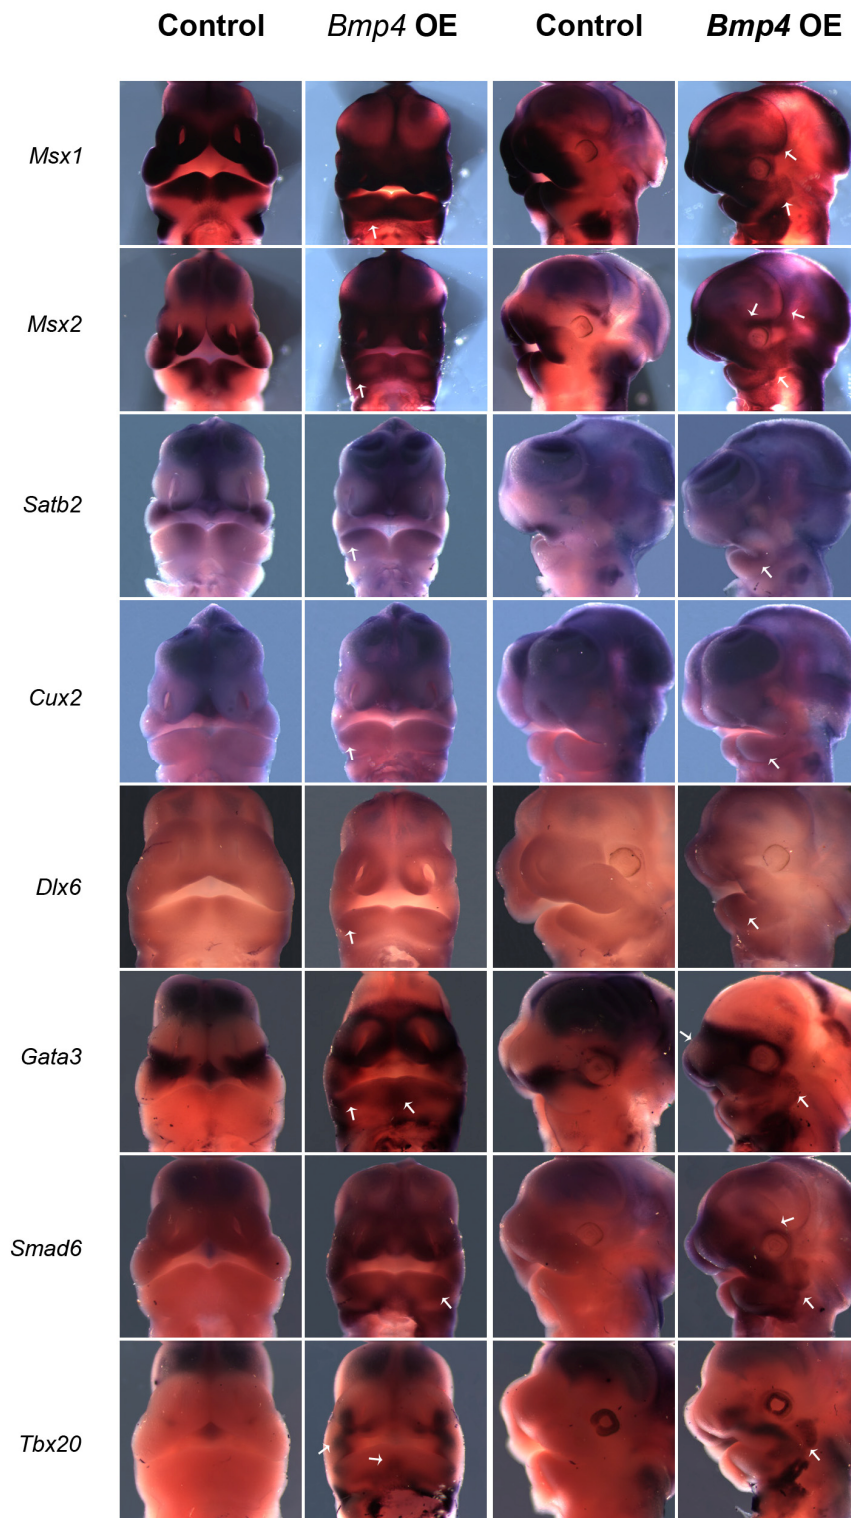 Control Bmp4 OE Control Bmp4 OE
Msx1
Msx2
Satb2
Cux2
Dlx6
Gata3
Smad6
Tbx20